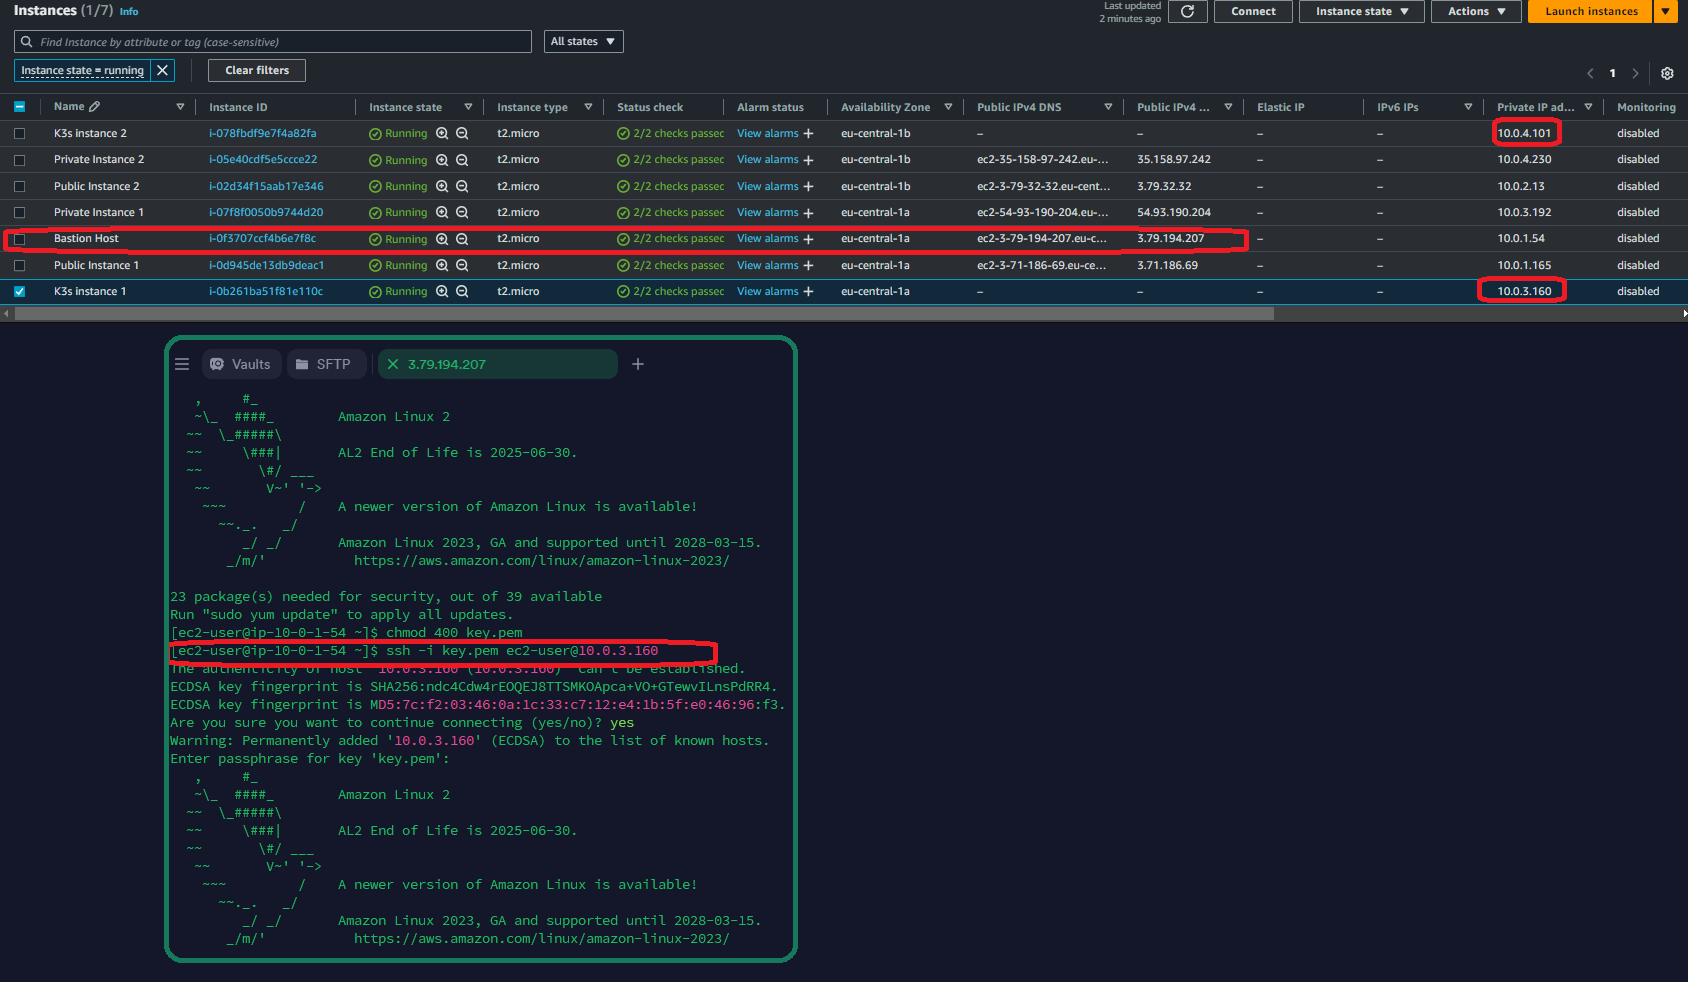 Instances (1/7) Info
Last updated
2 minutes ago
Connect
Instance state
Actions
Launch instances
Find Instance by attribute or tag (case-sensitive)
All states
Instance state = running
Clear filters
1
Name Instance ID Instance state Instance type Status check Alarm status Availability Zone Public IPv4 DNS Public IPv4 ... Elastic IP IPv6 IPs Private IP ad... Monitoring
K3s instance 2 i-078fbdf9e7f4a82fa Running t2.micro 2/2 checks passec View alarms + eu-central-1b – – – – 10.0.4.101 disabled
Private Instance 2 i-05e40cdf5e5ccce22 Running t2.micro 2/2 checks passec View alarms + eu-central-1b ec2-35-158-97-242.eu-... 35.158.97.242 – – 10.0.4.230 disabled
Public Instance 2 i-02d34f15aab17e346 Running t2.micro 2/2 checks passec View alarms + eu-central-1b ec2-3-79-32-32.eu-cent... 3.79.32.32 – – 10.0.2.13 disabled
Private Instance 1 i-07f8f0050b9744d20 Running t2.micro 2/2 checks passec View alarms + eu-central-1a ec2-54-93-190-204.eu-... 54.93.190.204 – – 10.0.3.192 disabled
Bastion Host i-0f3707ccf4b6e7f8c Running t2.micro 2/2 checks passec View alarms + eu-central-1a ec2-3-79-194-207.eu-c... 3.79.194.207 – – 10.0.1.54 disabled
Public Instance 1 i-0d945de13db9deac1 Running t2.micro 2/2 checks passec View alarms + eu-central-1a ec2-3-71-186-69.eu-ce... 3.71.186.69 – – 10.0.1.165 disabled
K3s instance 1 i-0b261ba51f81e110c Running t2.micro 2/2 checks passec View alarms + eu-central-1a – – – – 10.0.3.160 disabled
Vaults SFTP 3.79.194.207 +
   ,     #_
   ~\_  ####_        Amazon Linux 2
  ~~  \_#####\
  ~~     \###|       AL2 End of Life is 2025-06-30.
  ~~       \#/ ___
   ~~       V~' '->
    ~~~         /    A newer version of Amazon Linux is available!
      ~~._.   _/
         _/ _/       Amazon Linux 2023, GA and supported until 2028-03-15.
       _/m/'           https://aws.amazon.com/linux/amazon-linux-2023/
23 package(s) needed for security, out of 39 available
Run "sudo yum update" to apply all updates.
[ec2-user@ip-10-0-1-54 ~]$ chmod 400 key.pem
[ec2-user@ip-10-0-1-54 ~]$ ssh -i key.pem ec2-user@10.0.3.160
The authenticity of host '10.0.3.160 (10.0.3.160)' can't be established.
ECDSA key fingerprint is SHA256:ndc4Cdw4rEOQEJ8TTSMKOApca+VO+GTewvILnsPdRR4.
ECDSA key fingerprint is MD5:7c:f2:03:46:0a:1c:33:c7:12:e4:1b:5f:e0:46:96:f3.
Are you sure you want to continue connecting (yes/no)? yes
Warning: Permanently added '10.0.3.160' (ECDSA) to the list of known hosts.
Enter passphrase for key 'key.pem':
   ,     #_
   ~\_  ####_        Amazon Linux 2
  ~~  \_#####\
  ~~     \###|       AL2 End of Life is 2025-06-30.
  ~~       \#/ ___
   ~~       V~' '->
    ~~~         /    A newer version of Amazon Linux is available!
      ~~._.   _/
         _/ _/       Amazon Linux 2023, GA and supported until 2028-03-15.
       _/m/'           https://aws.amazon.com/linux/amazon-linux-2023/